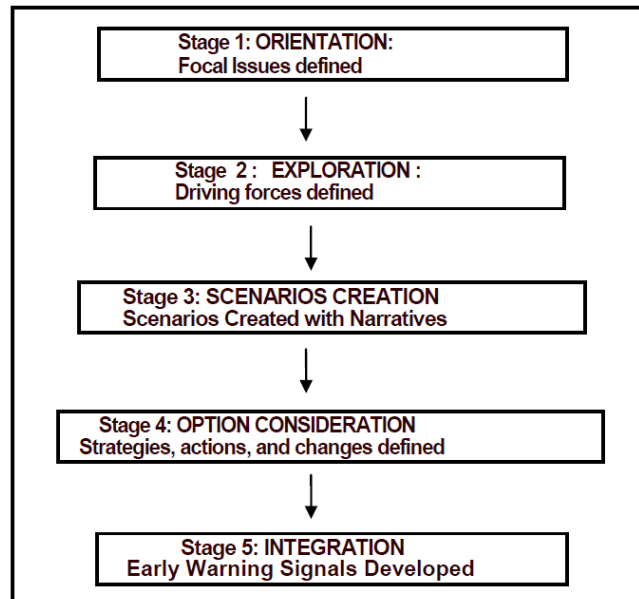 Stage 1: ORIENTATION:
Focal Issues defined
Stage 2 : EXPLORATION :
Driving forces defined
Stage 3: SCENARIOS CREATION
Scenarios Created with Narratives
Stage 4: OPTION CONSIDERATION
Strategies, actions, and changes defined
Stage 5: INTEGRATION
Early Warning Signals Developed